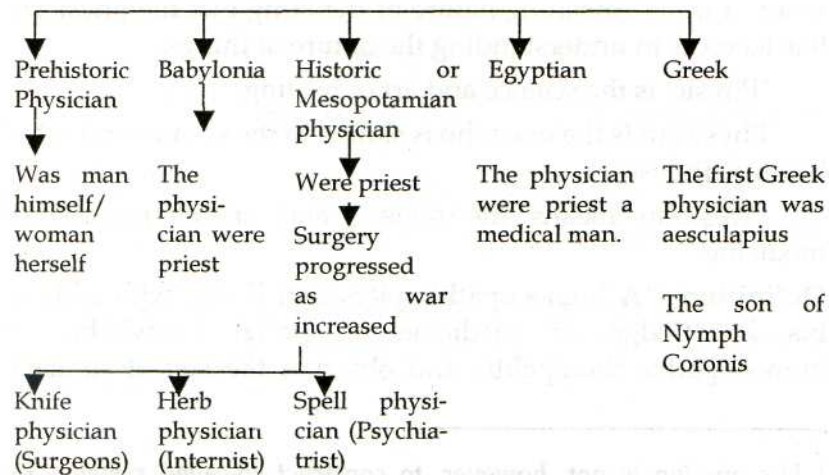 Prehistoric
Physician
Babylonia
Historic or
Mesopotamian
physician
Egyptian
Greek
Was man
himself/
woman
herself
The
physi-
cian were
priest
Were priest
Surgery
progressed
as war
increased
The physician
were priest a
medical man.
The first Greek
physician was
aesculapius
The son of
Nymph
Coronis
Knife
physician
(Surgeons)
Herb
physician
(Internist)
Spell physi-
cian (Psychia-
trist)